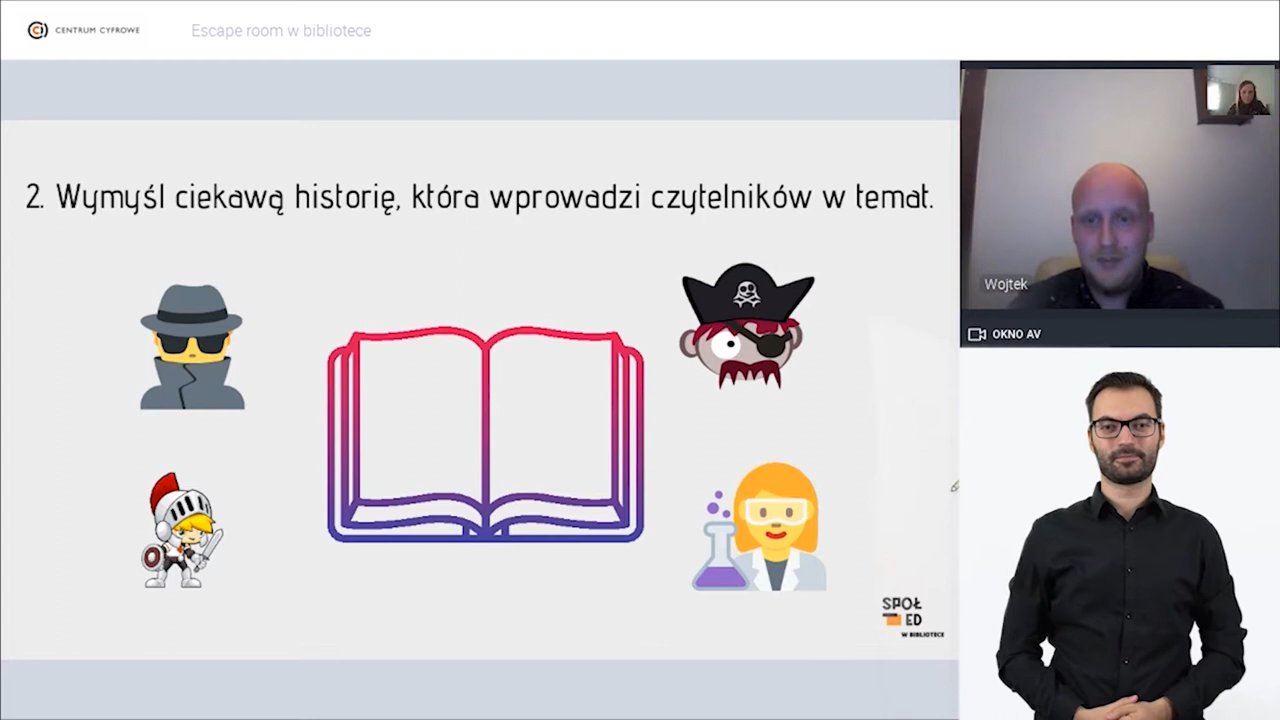 CENTRUM CYFROWE
Escape room w bibliotece
2. Wymyśl ciekawą historię, która wprowadzi czytelników w temat.
Wojtek
OKNO AV
SPOŁ
ED
W BIBLIOTECE